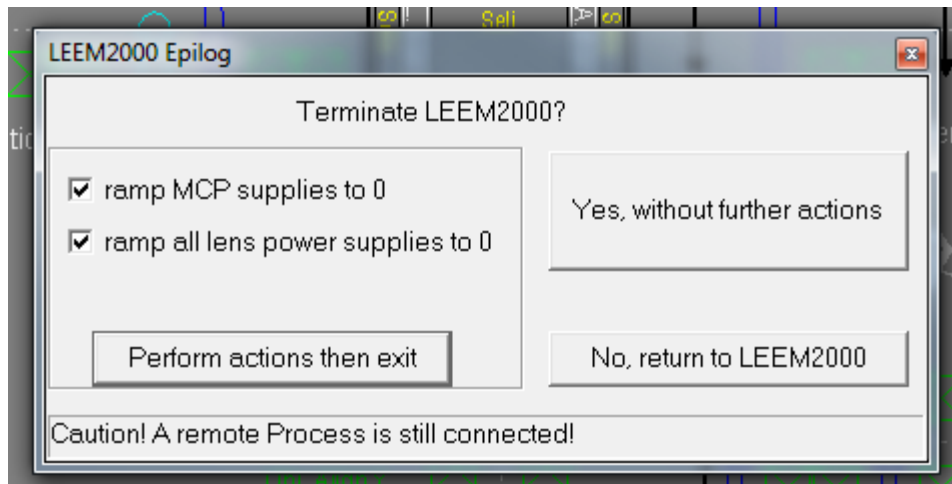 Seli
LEEM2000 Epilog
Terminate LEEM2000?
ramp MCP supplies to 0
ramp all lens power supplies to 0
Perform actions then exit
Yes, without further actions
No, return to LEEM2000
Caution! A remote Process is still connected!